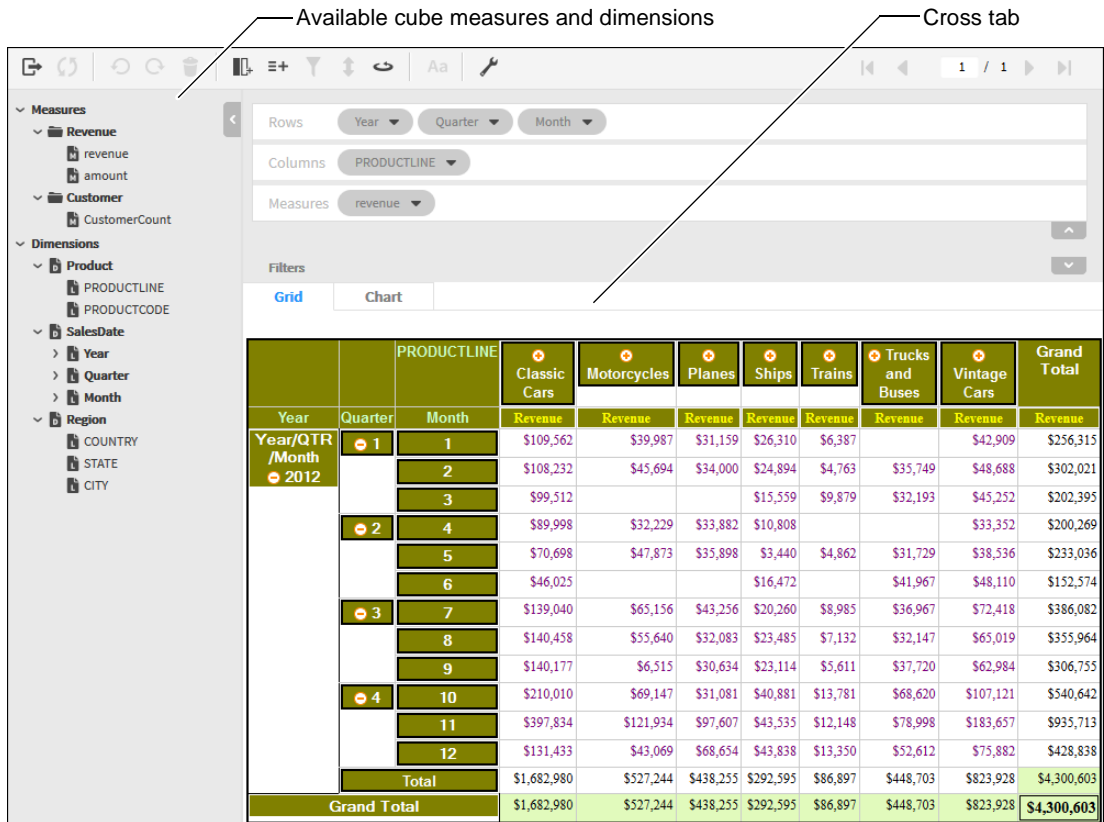 Available cube measures and dimensions
Cross tab
Aa
1 / 1
Measures
Revenue
revenue
amount
Customer
CustomerCount
Dimensions
Product
PRODUCTLINE
PRODUCTCODE
SalesDate
Year
Quarter
Month
Region
COUNTRY
STATE
CITY
Rows Year Quarter Month
Columns PRODUCTLINE
Measures revenue
Filters
Grid Chart
PRODUCTLINE Classic Cars Motorcycles Planes Ships Trains Trucks and Buses Vintage Cars Grand Total
Year Quarter Month Revenue Revenue Revenue Revenue Revenue Revenue Revenue Revenue
Year/QTR /Month 2012 1 1 $109,562 $39,987 $31,159 $26,310 $6,387 $42,909 $256,315
2 $108,232 $45,694 $34,000 $24,894 $4,763 $35,749 $48,688 $302,021
3 $99,512 $15,559 $9,879 $32,193 $45,252 $202,395
2 4 $89,998 $32,229 $33,882 $10,808 $33,352 $200,269
5 $70,698 $47,873 $35,898 $3,440 $4,862 $31,729 $38,536 $233,036
6 $46,025 $16,472 $41,967 $48,110 $152,574
3 7 $139,040 $65,156 $43,256 $20,260 $8,985 $36,967 $72,418 $386,082
8 $140,458 $55,640 $32,083 $23,485 $7,132 $32,147 $65,019 $355,964
9 $140,177 $6,515 $30,634 $23,114 $5,611 $37,720 $62,984 $306,755
4 10 $210,010 $69,147 $31,081 $40,881 $13,781 $68,620 $107,121 $540,642
11 $397,834 $121,934 $97,607 $43,535 $12,148 $78,998 $183,657 $935,713
12 $131,433 $43,069 $68,654 $43,838 $13,350 $52,612 $75,882 $428,838
Total $1,682,980 $527,244 $438,255 $292,595 $86,897 $448,703 $823,928 $4,300,603
Grand Total $1,682,980 $527,244 $438,255 $292,595 $86,897 $448,703 $823,928 $4,300,603